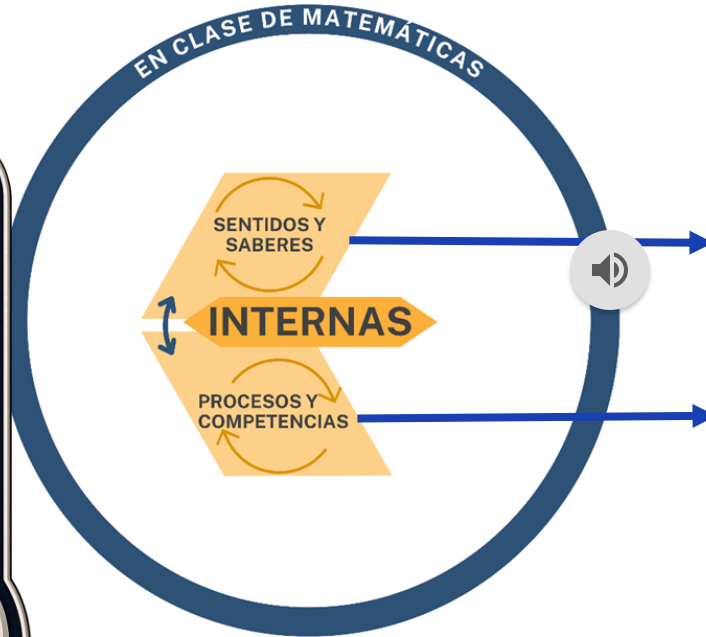 EN CLASE DE MATEMÁTICAS
SENTIDOS Y
SABERES
INTERNAS
PROCESOS Y
COMPETENCIAS